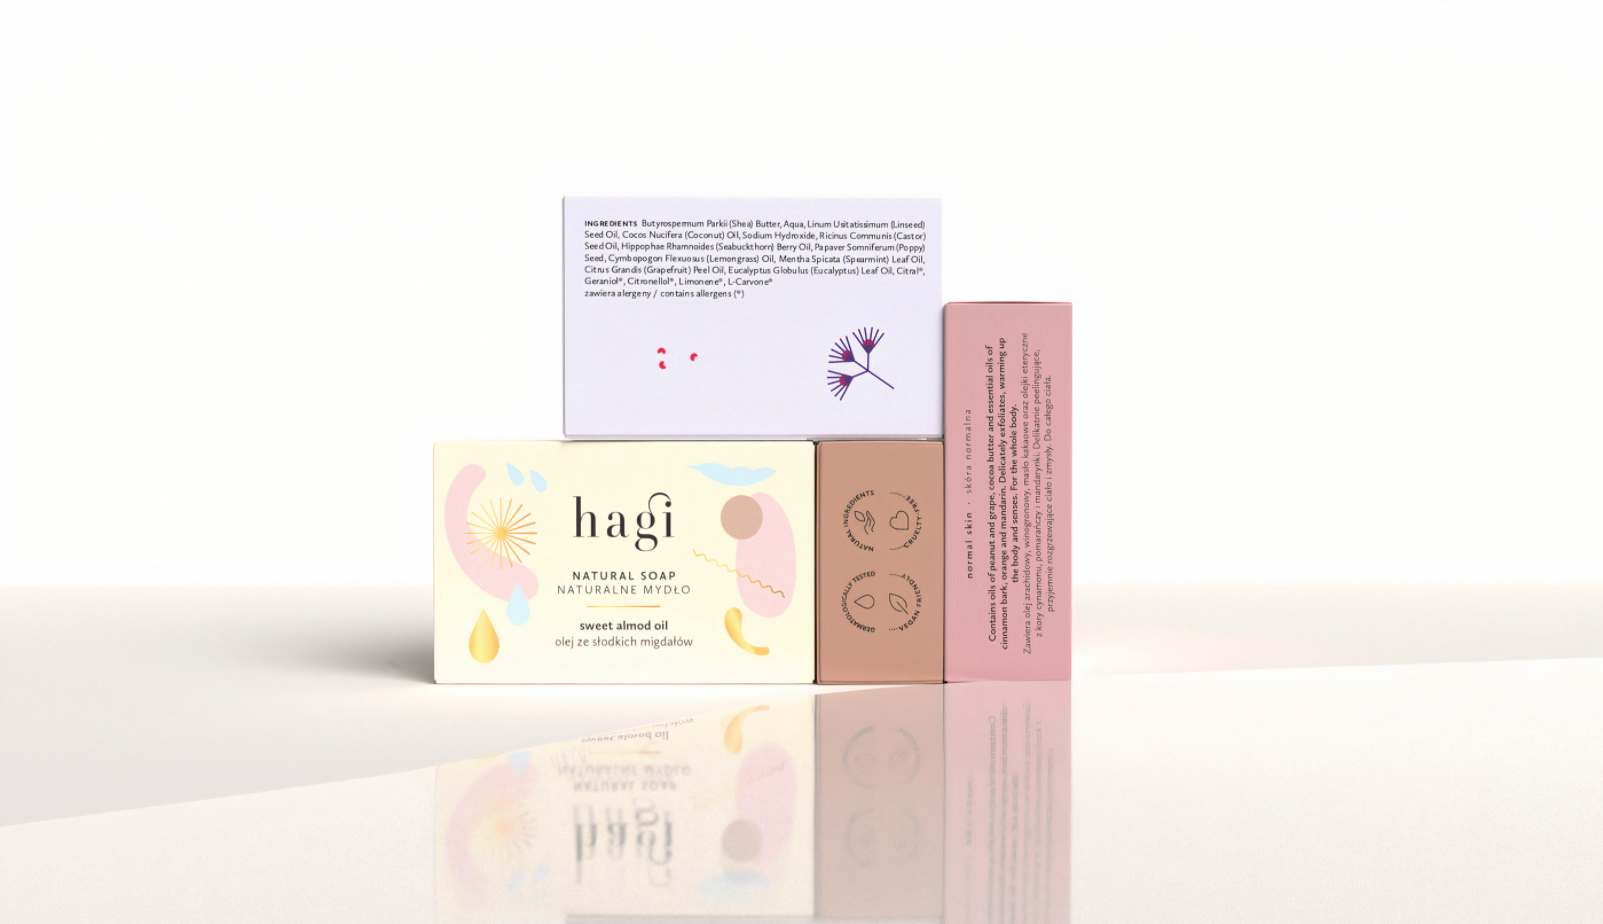 INGREDIENTS Butyrospermum Parkii (Shea) Butter, Aqua, Linum Usitatissimum (Linseed)
Seed Oil, Cocos Nucifera (Coconut) Oil, Sodium Hydroxide, Ricinus Communis (Castor)
Seed Oil, Hippophae Rhamnoides (Seabuckthorn) Berry Oil, Papaver Somniferum (Poppy)
Seed, Cymbopogon Flexuosus (Lemongrass) Oil, Mentha Spicata (Spearmint) Leaf Oil,
Citrus Grandis (Grapefruit) Peel Oil, Eucalyptus Globulus (Eucalyptus) Leaf Oil, Citral*,
Geraniol*, Citronellol*, Limonene*, L-Carvone*
zawiera alergeny / contains allergens (*)
hagi
NATURAL SOAP
NATURALNE MYDŁO
sweet almod oil
olej ze słodkich migdałów
NATURAL INGREDIENTS
CRUELTY-FREE
DERMATOLOGICALLY TESTED
VEGAN FRIENDLY
normal skin · skóra normalna
Contains oils of peanut and grape, cocoa butter and essential oils of
cinnamon bark, orange and mandarin. Delicately exfoliates, warming up
the body and senses. For the whole body.
Zawiera olej arachidowy, winogronowy, masło kakaowe oraz olejki eteryczne
z kory cynamonu, pomarańczy i mandarynki. Delikatnie peelingujące,
przyjemnie rozgrzewające ciało i zmysły. Do całego ciała.